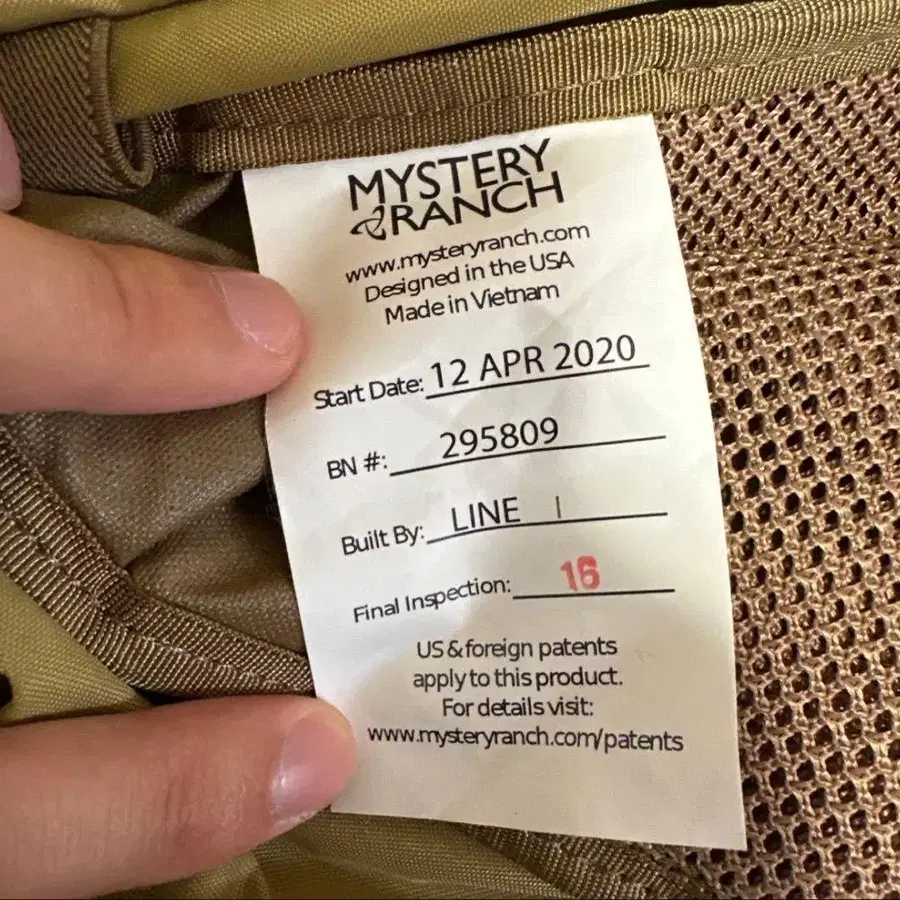 MYSTERY
RANCH
www.mysteryranch.com
Designed in the USA
Made in Vietnam
Start Date: 12 APR 2020
BN #: 295809
Built By: LINE I
Final Inspection: 16
US & foreign patents
apply to this product.
For details visit:
www.mysteryranch.com/patents